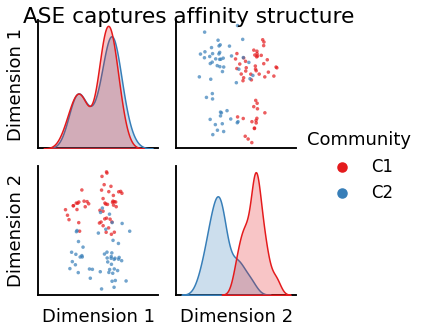 ASE captures affinity structure
Dimension 1
Community
C1
C2
Dimension 2
Dimension 1
Dimension 2